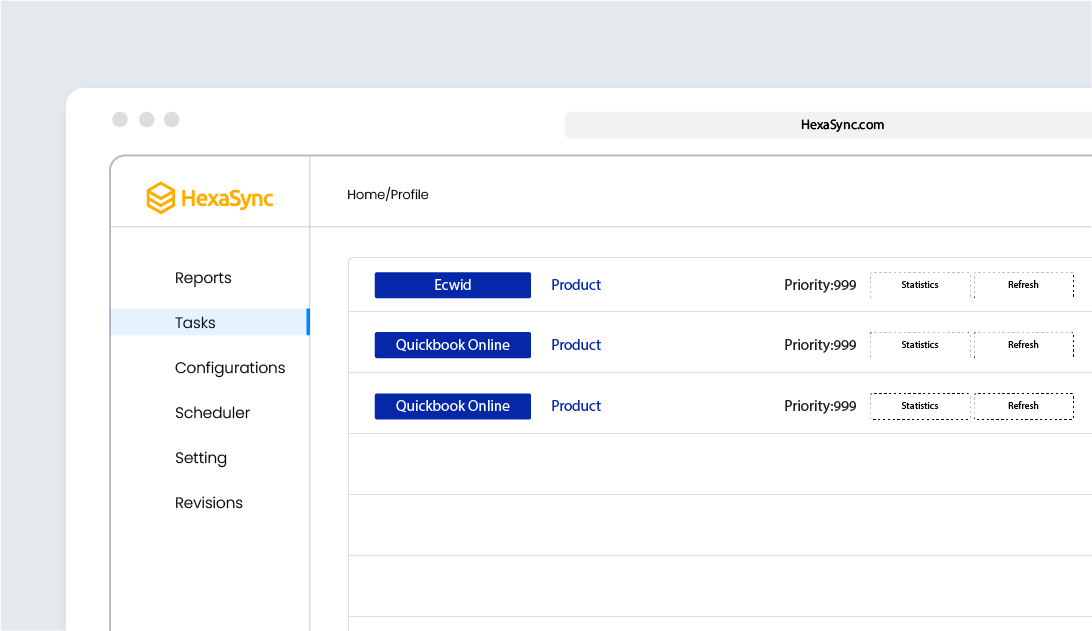 HexaSync.com
HexaSync
Home/Profile
Reports
Tasks
Configurations
Scheduler
Setting
Revisions
Ecwid Product Priority:999 Statistics Refresh
Quickbook Online Product Priority:999 Statistics Refresh
Quickbook Online Product Priority:999 Statistics Refresh